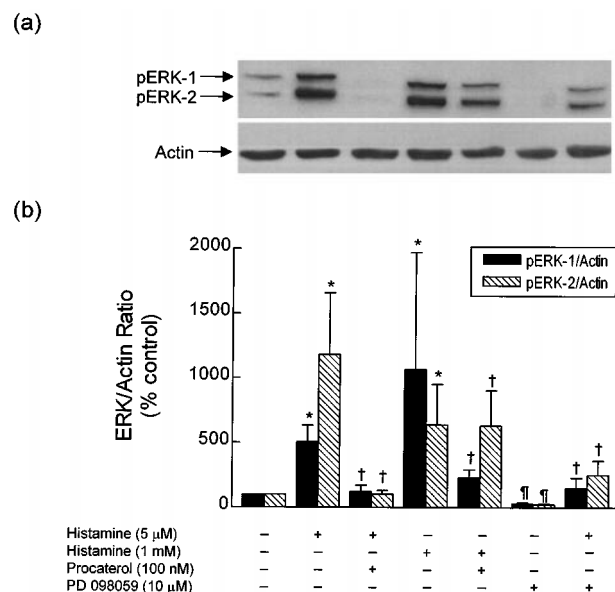 (a)
pERK-1
pERK-2
Actin
(b)
2000
1500
1000
500
0
ERK/Actin Ratio
(% control)
pERK-1/Actin
pERK-2/Actin
* * † † * * † † ¶ ¶ † †
Histamine (5 μM) – + + – – – +
Histamine (1 mM) – – – + + – –
Procaterol (100 nM) – – + – + – –
PD 098059 (10 μM) – – – – – + +